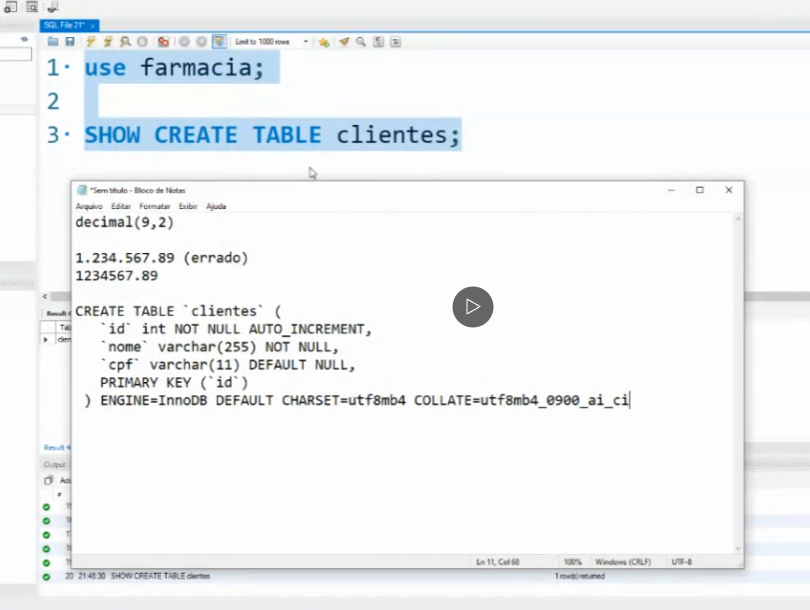 SQL File 21*
Limit to 1000 rows
1 use farmacia;
2
3 SHOW CREATE TABLE clientes;
*Sem título - Bloco de Notas
Arquivo Editar Formatar Exibir Ajuda
decimal(9,2)
1.234.567.89 (errado)
1234567.89
CREATE TABLE `clientes` (
`id` int NOT NULL AUTO_INCREMENT,
`nome` varchar(255) NOT NULL,
`cpf` varchar(11) DEFAULT NULL,
PRIMARY KEY (`id`)
) ENGINE=InnoDB DEFAULT CHARSET=utf8mb4 COLLATE=utf8mb4_0900_ai_ci
Result 4
Output
#
Ln 11, Col 68 100% Windows (CRLF) UTF-8
20 21:48:30 SHOW CREATE TABLE clientes 1 row(s) returned